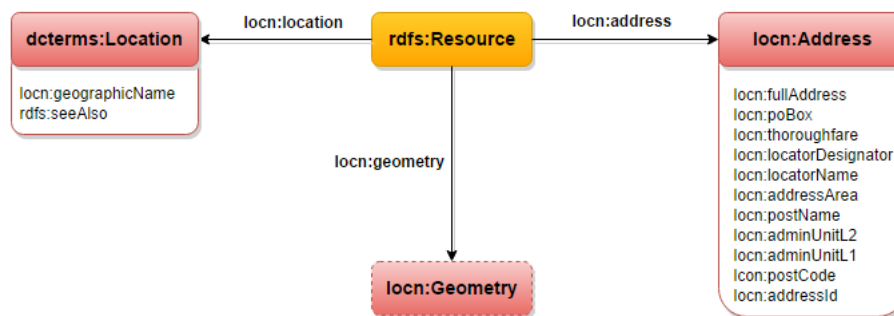 locn:location
locn:address
dcterms:Location
rdfs:Resource
locn:Address
locn:geographicName
rdfs:seeAlso
locn:fullAddress
locn:poBox
locn:thoroughfare
locn:locatorDesignator
locn:locatorName
locn:addressArea
locn:postName
locn:adminUnitL2
locn:adminUnitL1
lcon:postCode
locn:addressId
locn:geometry
locn:Geometry